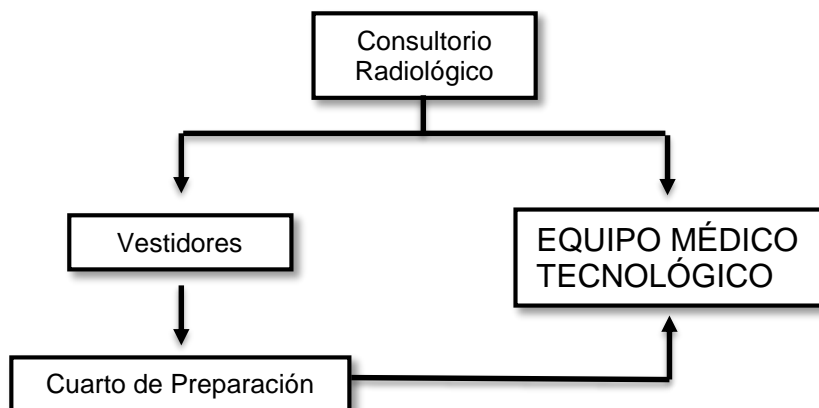 Consultorio
Radiológico
Vestidores
EQUIPO MÉDICO
TECNOLÓGICO
Cuarto de Preparación